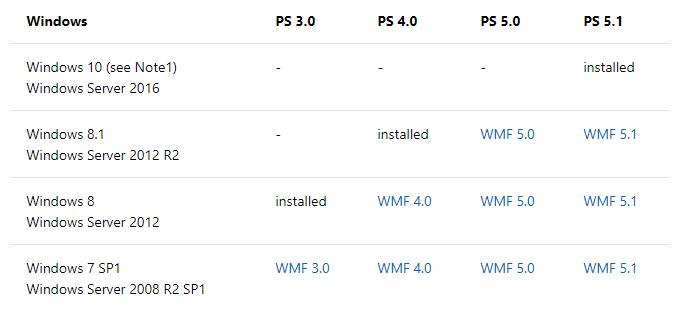 Windows PS 3.0 PS 4.0 PS 5.0 PS 5.1
Windows 10 (see Note1) - - - installed
Windows Server 2016
Windows 8.1 - installed WMF 5.0 WMF 5.1
Windows Server 2012 R2
Windows 8 installed WMF 4.0 WMF 5.0 WMF 5.1
Windows Server 2012
Windows 7 SP1 WMF 3.0 WMF 4.0 WMF 5.0 WMF 5.1
Windows Server 2008 R2 SP1